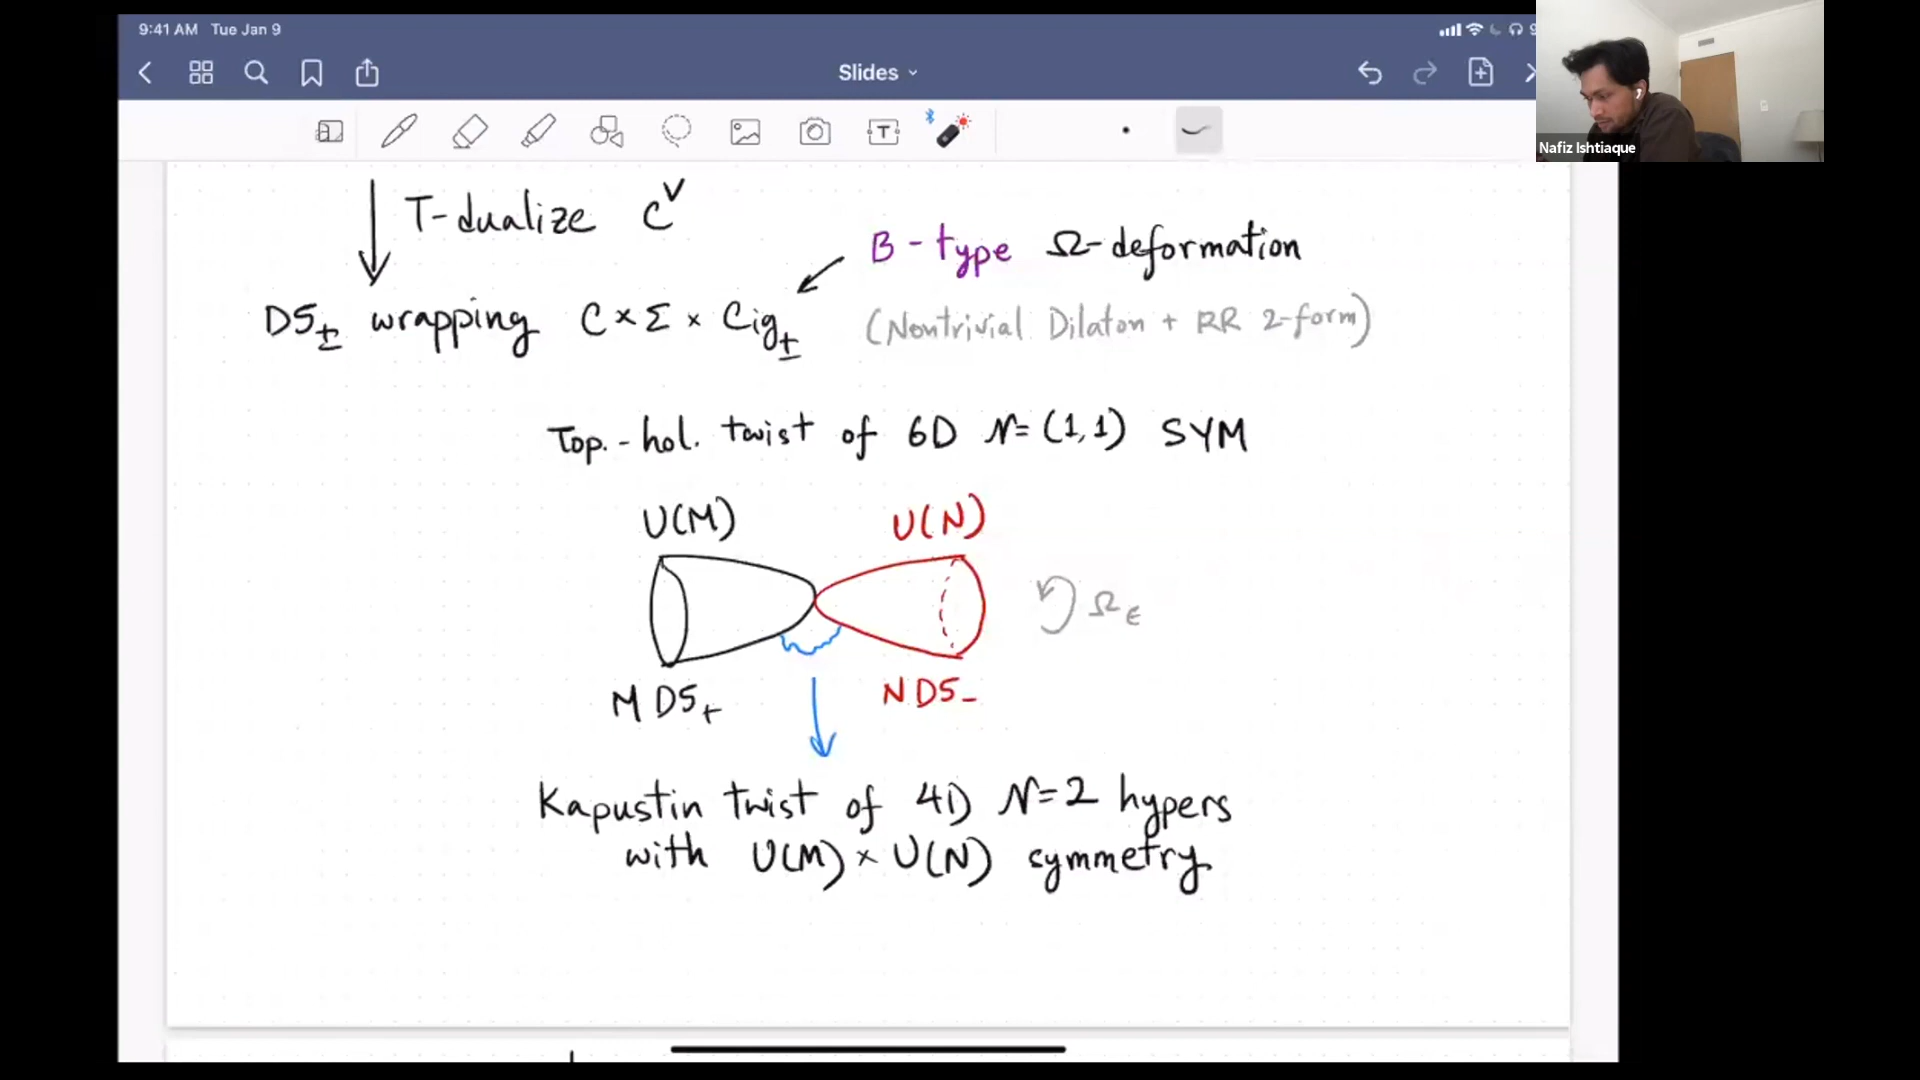 9:41 AM Tue Jan 9
Slides
Nafiz Ishtiaque
T-dualize C^∨
B-type Ω-deformation
D5± wrapping C × Σ × Cig±
(Nontrivial Dilaton + RR 2-form)
Top.-hol. twist of 6D N=(1,1) SYM
U(M) U(N)
Ω_ε
M D5₊ N D5₋
Kapustin twist of 4D N=2 hypers
with U(M) × U(N) symmetry